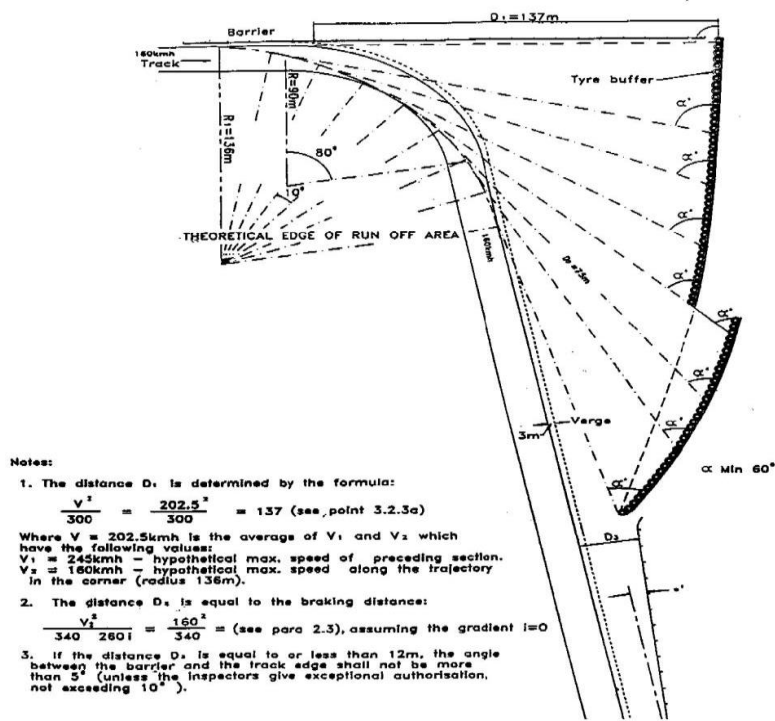 D₁=137m
Barrier
160kmh
Track
Tyre buffer
R=90m
R₁=136m
α°
α°
80°
α°
19°
α°
THEORETICAL EDGE OF RUN OFF AREA
160kmh
α°
α°
α°
α°
Verge
3m
α Min 60°
α°
Notes:
1. The distance D₁ is determined by the formula:
V²/300 = 202.5²/300 = 137 (see point 3.2.3a)
Where V = 202.5kmh is the average of V₁ and V₂ which
have the following values:
V₁ = 245kmh – hypothetical max. speed of preceding section.
V₂ = 160kmh – hypothetical max. speed along the trajectory
in the corner (radius 136m).
2. The distance D₂ is equal to the braking distance:
V₂²/340 260i = 160²/340 = (see para 2.3), assuming the gradient i=0
3. If the distance D₃ is equal to or less than 12m, the angle
between the barrier and the track edge shall not be more
than 5° (unless the inspectors give exceptional authorisation,
not exceeding 10° ).